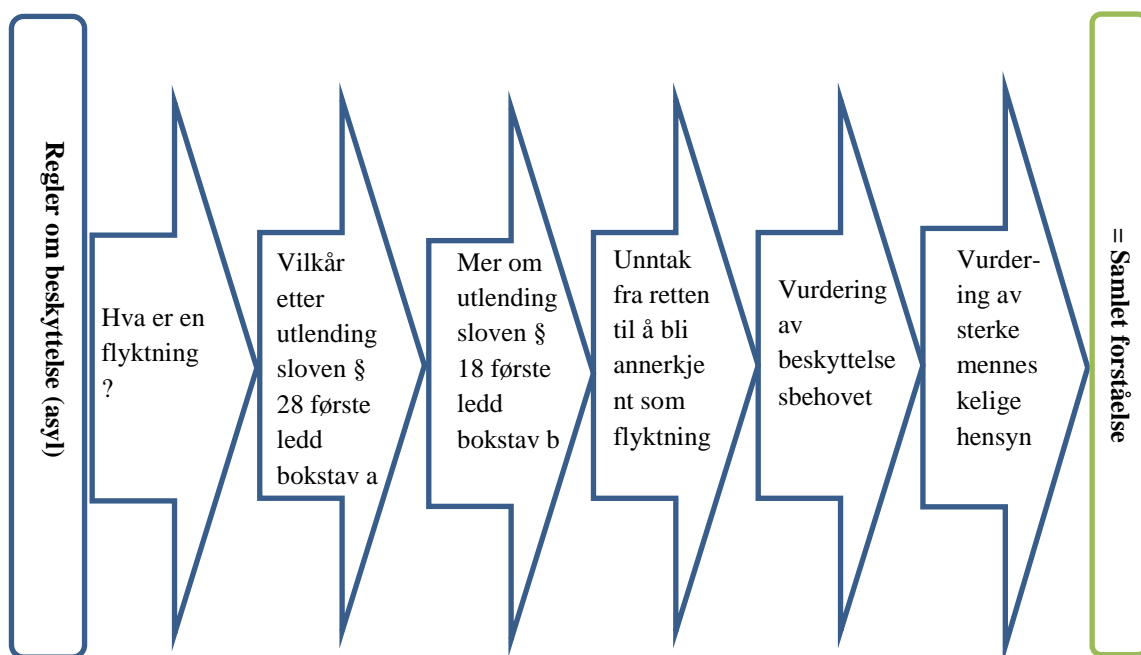 Regler om beskyttelse (asyl)
Hva er en
flyktning
?
Vilkår
etter
utlending
sloven §
28 første
ledd
bokstav a
Mer om
utlending
sloven §
18 første
ledd
bokstav b
Unntak
fra retten
til å bli
annerkje
nt som
flyktning
Vurdering
av
beskyttelse
sbehovet
Vurder-
ing av
sterke
mennes
kelige
hensyn
= Samlet forståelse